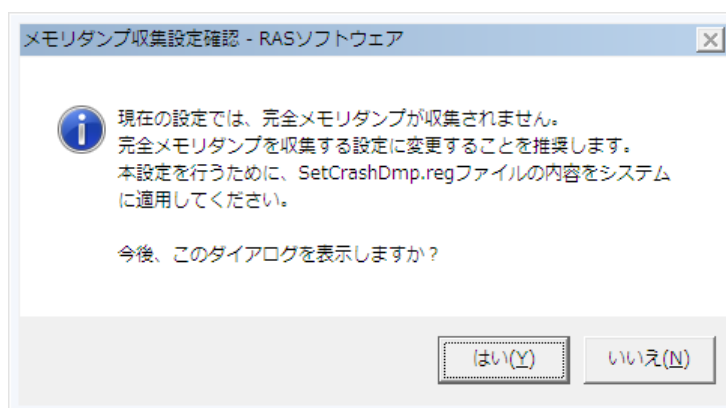 メモリダンプ収集設定確認 - RASソフトウェア
現在の設定では、完全メモリダンプが収集されません。
完全メモリダンプを収集する設定に変更することを推奨します。
本設定を行うために、SetCrashDmp.regファイルの内容をシステム
に適用してください。
今後、このダイアログを表示しますか？
はい(Y)
いいえ(N)